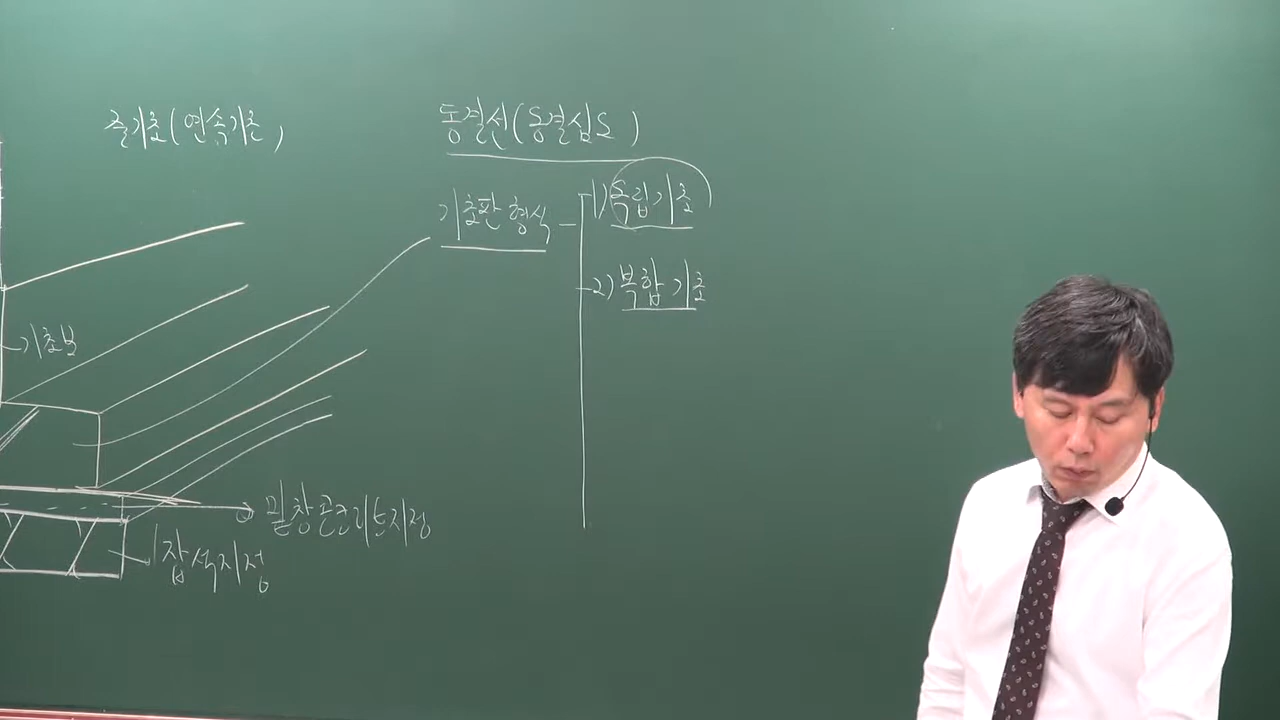 줄기초(연속기초)
동결선(동결심도)
기초판 형식
1) 독립기초
2) 복합기초
기초보
밑창콘크리트지정
잡석지정